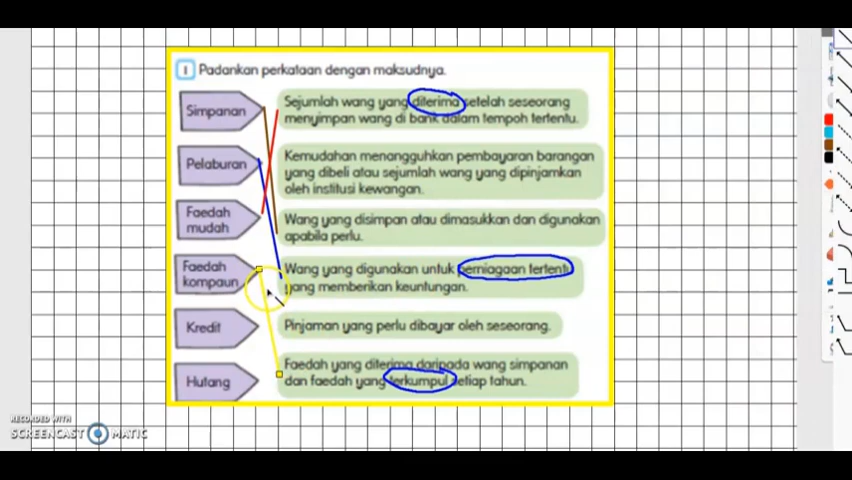 1 Padankan perkataan dengan maksudnya.
Simpanan
Sejumlah wang yang diterima setelah seseorang
menyimpan wang di bank dalam tempoh tertentu.
Pelaburan
Kemudahan menangguhkan pembayaran barangan
yang dibeli atau sejumlah wang yang dipinjamkan
oleh institusi kewangan.
Faedah
mudah
Wang yang disimpan atau dimasukkan dan digunakan
apabila perlu.
Faedah
kompaun
Wang yang digunakan untuk perniagaan tertentu
yang memberikan keuntungan.
Kredit
Pinjaman yang perlu dibayar oleh seseorang.
Hutang
Faedah yang diterima daripada wang simpanan
dan faedah yang terkumpul setiap tahun.
RECORDED WITH
SCREENCAST MATIC